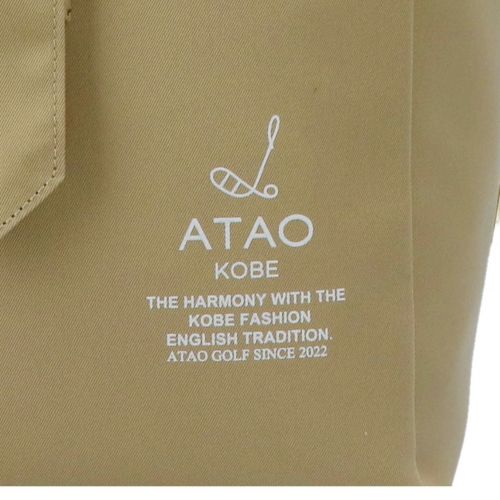 ATAO
KOBE
THE HARMONY WITH THE
KOBE FASHION
ENGLISH TRADITION.
ATAO GOLF SINCE 2022